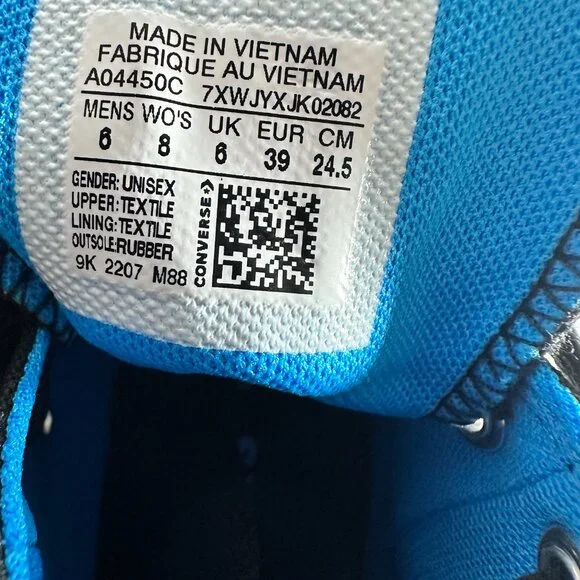 MADE IN VIETNAM
FABRIQUE AU VIETNAM
A04450C 7XWJYXJK02082
MENS WO'S UK EUR CM
6 8 6 39 24.5
GENDER: UNISEX
UPPER: TEXTILE
LINING: TEXTILE
OUTSOLE:RUBBER
9K 2207 M88
CONVERSE